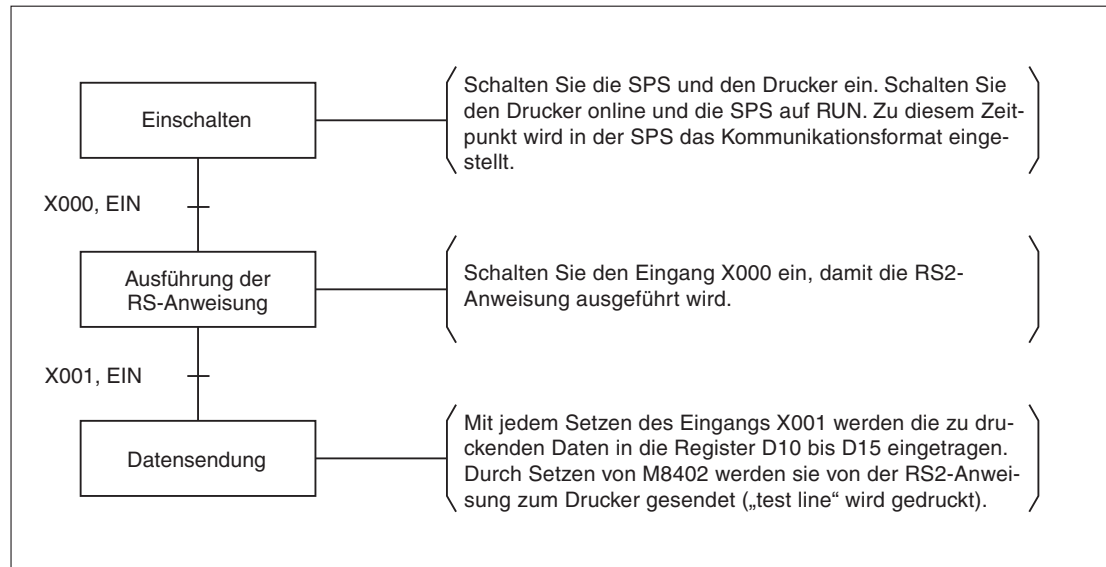 Einschalten
Schalten Sie die SPS und den Drucker ein. Schalten Sie
den Drucker online und die SPS auf RUN. Zu diesem Zeit-
punkt wird in der SPS das Kommunikationsformat einge-
stellt.
X000, EIN
Ausführung der
RS-Anweisung
Schalten Sie den Eingang X000 ein, damit die RS2-
Anweisung ausgeführt wird.
X001, EIN
Datensendung
Mit jedem Setzen des Eingangs X001 werden die zu dru-
ckenden Daten in die Register D10 bis D15 eingetragen.
Durch Setzen von M8402 werden sie von der RS2-Anwei-
sung zum Drucker gesendet („test line“ wird gedruckt).